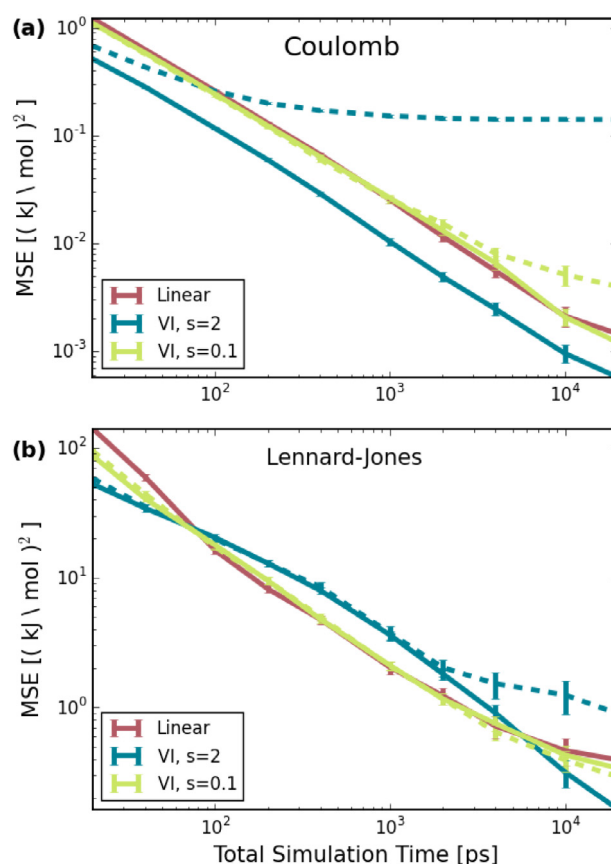 (a)
Coulomb
MSE [( kJ \ mol )²]
10⁰
10⁻¹
10⁻²
10⁻³
Linear
VI, s=2
VI, s=0.1
10² 10³ 10⁴
(b)
Lennard-Jones
MSE [( kJ \ mol )² ]
10²
10¹
10⁰
Linear
VI, s=2
VI, s=0.1
10² 10³ 10⁴
Total Simulation Time [ps]